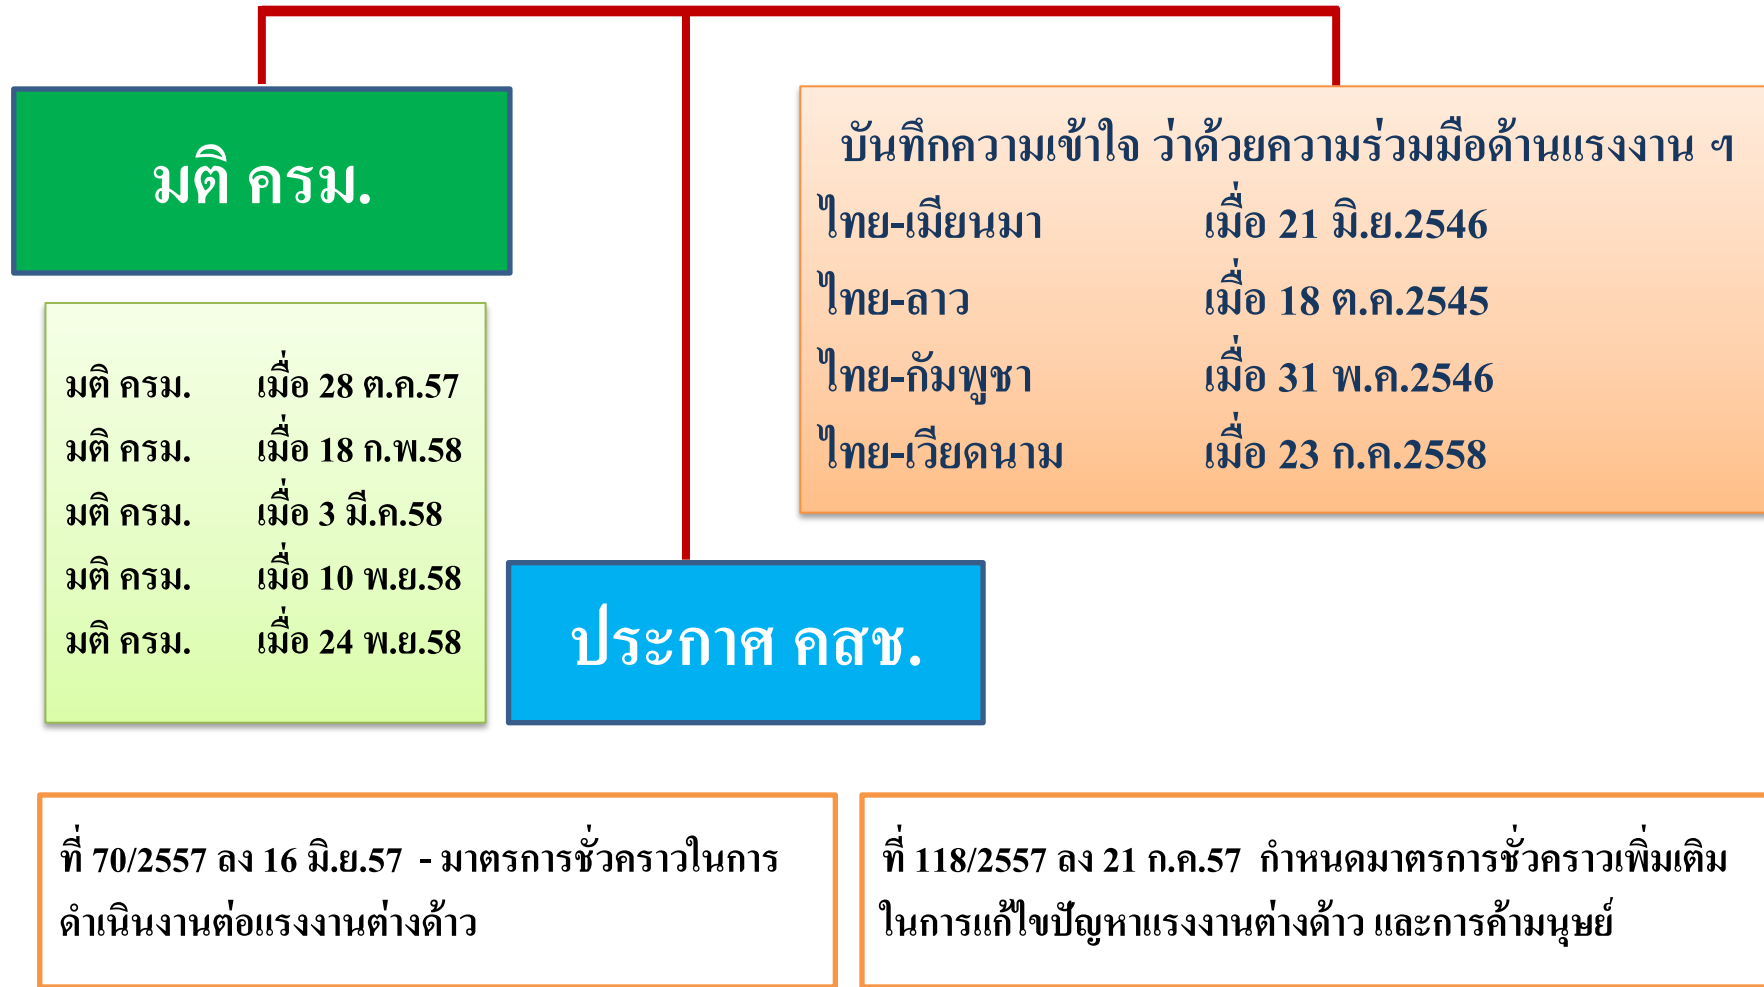 มติ ครม.
มติ ครม. เมื่อ 28 ต.ค.57
มติ ครม. เมื่อ 18 ก.พ.58
มติ ครม. เมื่อ 3 มี.ค.58
มติ ครม. เมื่อ 10 พ.ย.58
มติ ครม. เมื่อ 24 พ.ย.58
บันทึกความเข้าใจ ว่าด้วยความร่วมมือด้านแรงงาน ฯ
ไทย-เมียนมา เมื่อ 21 มิ.ย.2546
ไทย-ลาว เมื่อ 18 ต.ค.2545
ไทย-กัมพูชา เมื่อ 31 พ.ค.2546
ไทย-เวียดนาม เมื่อ 23 ก.ค.2558
ประกาศ คสช.
ที่ 70/2557 ลง 16 มิ.ย.57 - มาตรการชั่วคราวในการ
ดำเนินงานต่อแรงงานต่างด้าว
ที่ 118/2557 ลง 21 ก.ค.57 กำหนดมาตรการชั่วคราวเพิ่มเติม
ในการแก้ไขปัญหาแรงงานต่างด้าว และการค้ามนุษย์